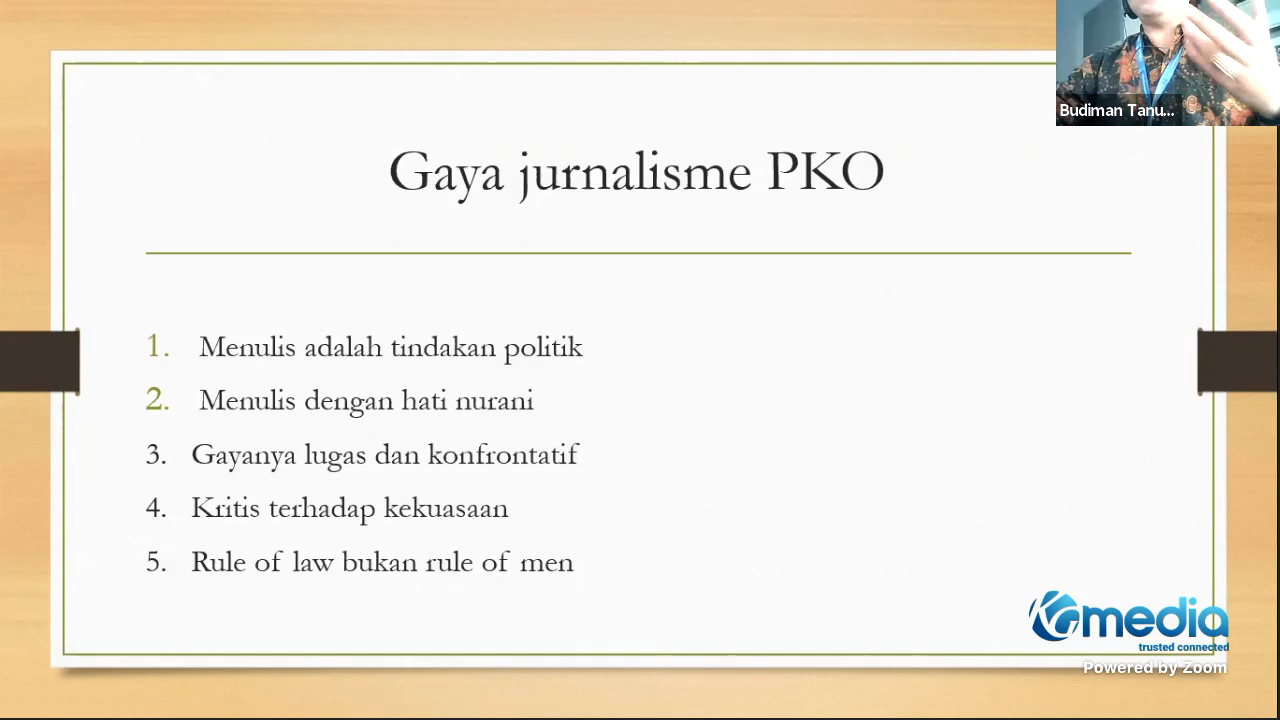 Budiman Tanu...
Gaya jurnalisme PKO
1. Menulis adalah tindakan politik
2. Menulis dengan hati nurani
3. Gayanya lugas dan konfrontatif
4. Kritis terhadap kekuasaan
5. Rule of law bukan rule of men
Gmedia
trusted connected
Powered by Zoom